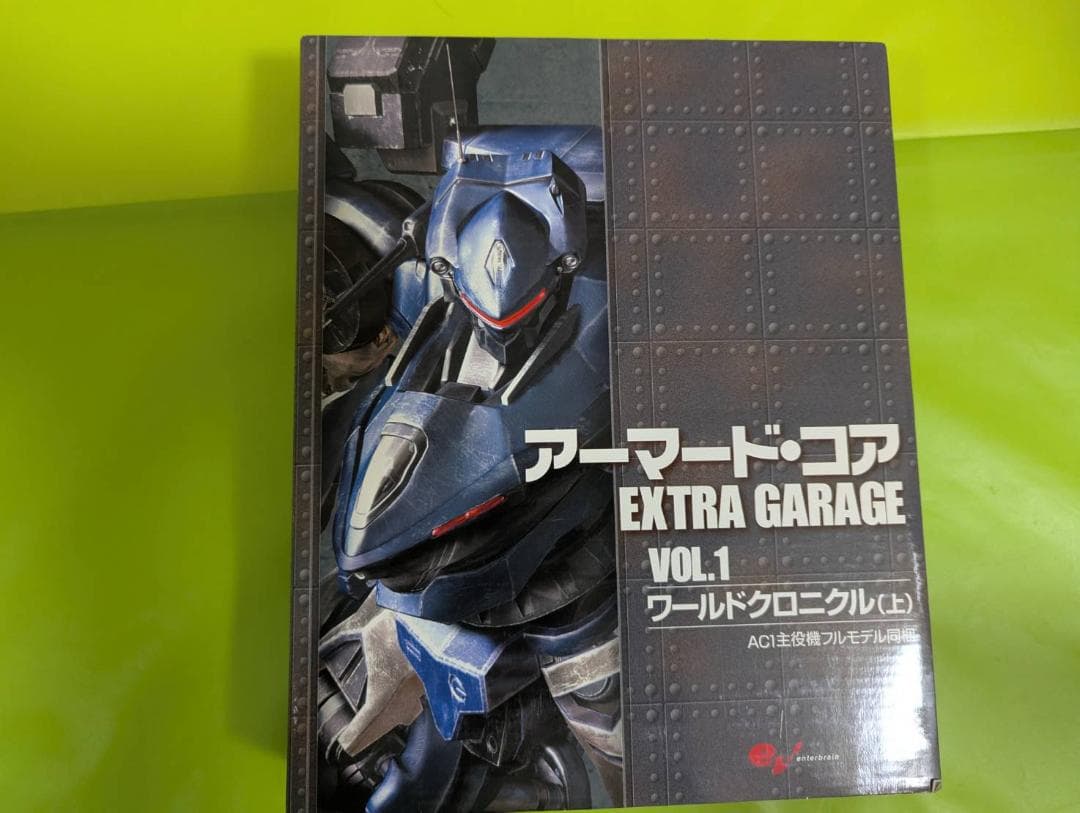 アーマード・コア
EXTRA GARAGE
VOL.1
ワールドクロニクル(上)
AC1主役機フルモデル同梱
enterbrain